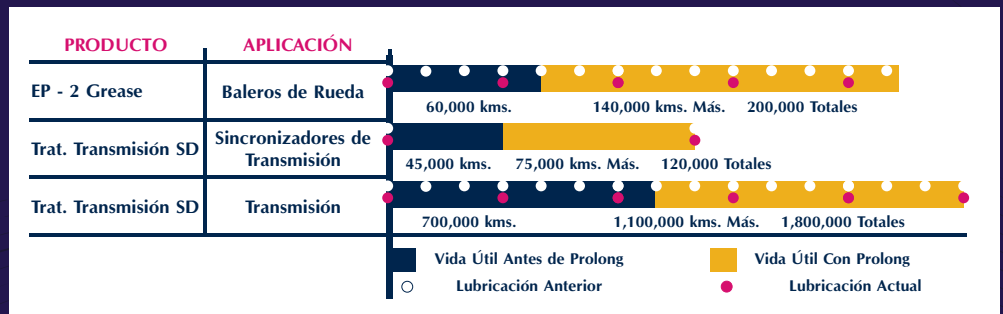 PRODUCTO
APLICACIÓN
EP - 2 Grease
Baleros de Rueda
60,000 kms.
140,000 kms. Más.
200,000 Totales
Trat. Transmisión SD
Sincronizadores de
Transmisión
45,000 kms.
75,000 kms. Más.
120,000 Totales
Trat. Transmisión SD
Transmisión
700,000 kms.
1,100,000 kms. Más.
1,800,000 Totales
Vida Útil Antes de Prolong
Vida Útil Con Prolong
Lubricación Anterior
Lubricación Actual